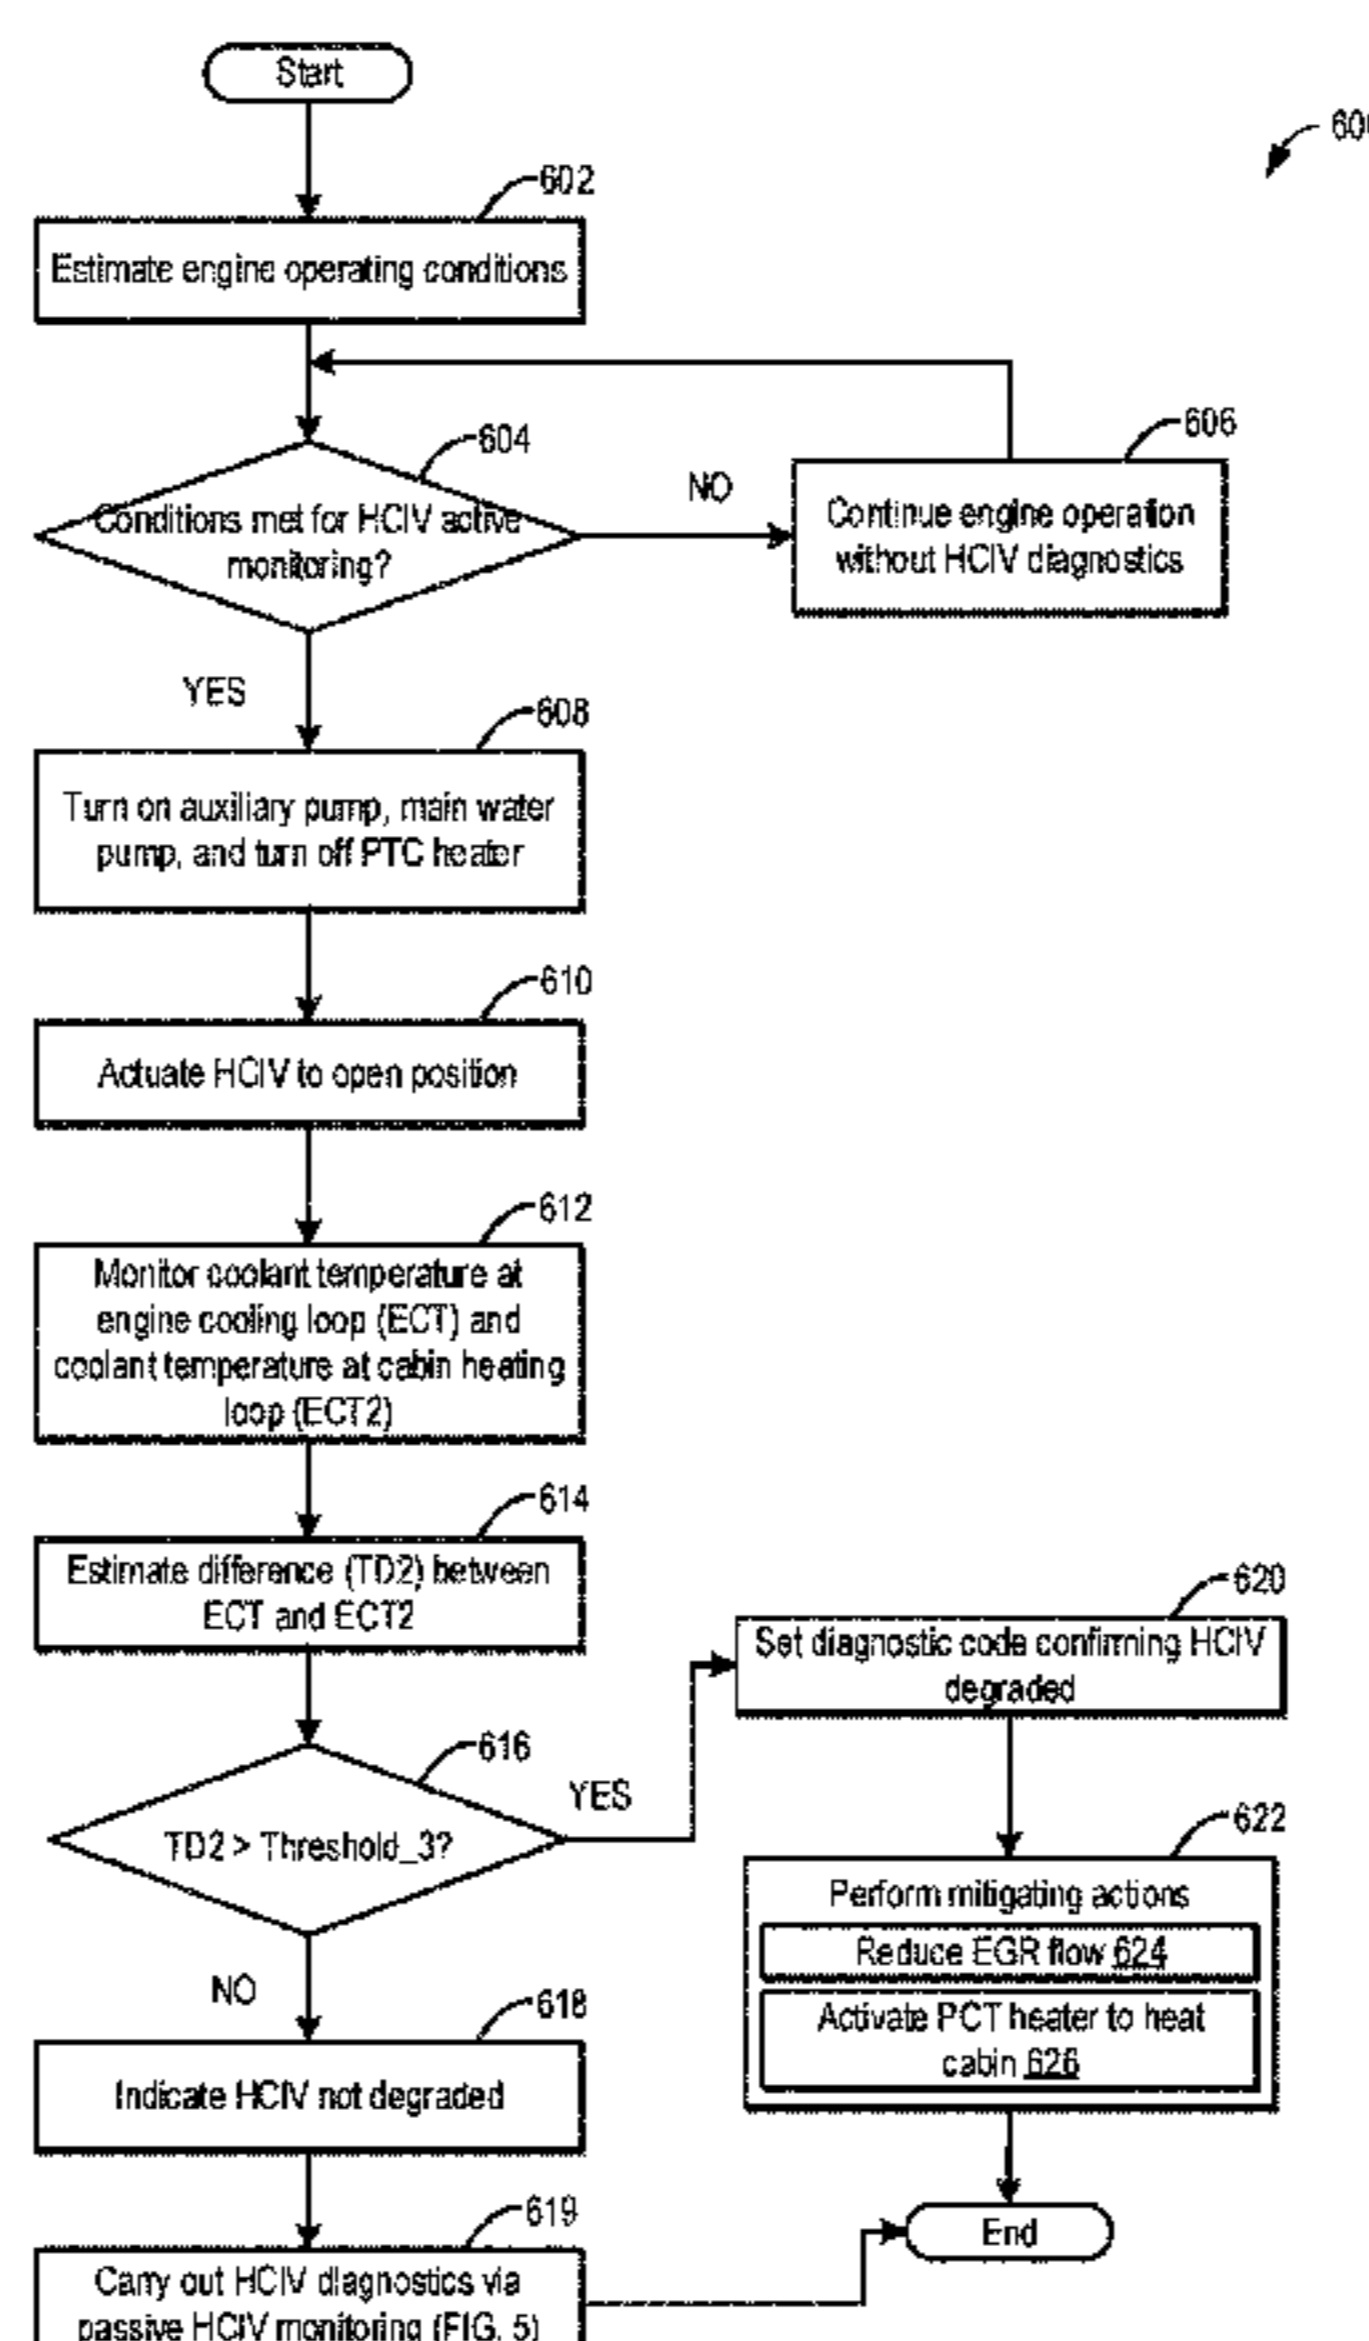 Start
602
Estimate engine operating conditions
604
Conditions met for HCIV active
monitoring?
NO
606
Continue engine operation
without HCIV diagnostics
YES
608
Turn on auxiliary pump, main water
pump, and turn off PTC heater
610
Actuate HCIV to open position
612
Monitor coolant temperature at
engine cooling loop (ECT) and
coolant temperature at cabin heating
loop (ECT2)
614
Estimate difference (TD2) between
ECT and ECT2
616
TD2 > Threshold_3?
YES
620
Set diagnostic code confirming HCIV
degraded
622
Perform mitigating actions
Reduce EGR flow 624
Activate PCT heater to heat
cabin 626
NO
618
Indicate HCIV not degraded
619
Carry out HCIV diagnostics via
passive HCIV monitoring (FIG. 5)
End